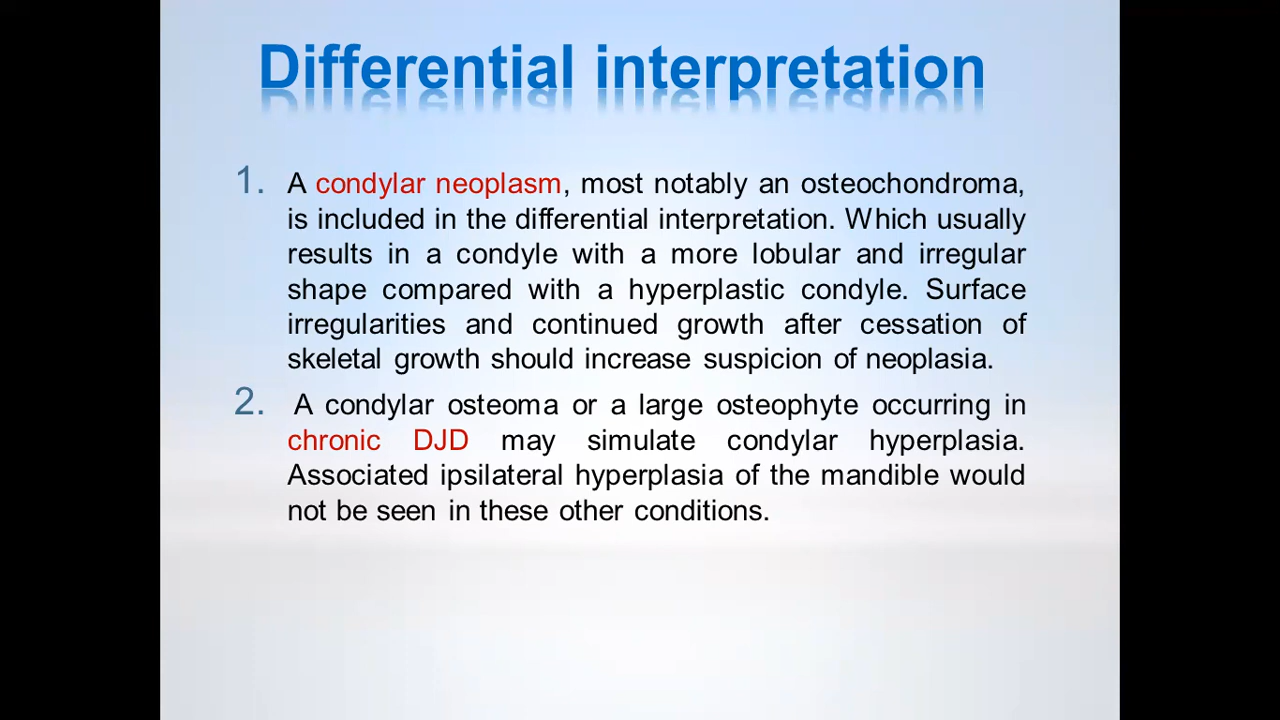 Differential interpretation
1. A condylar neoplasm, most notably an osteochondroma,
is included in the differential interpretation. Which usually
results in a condyle with a more lobular and irregular
shape compared with a hyperplastic condyle. Surface
irregularities and continued growth after cessation of
skeletal growth should increase suspicion of neoplasia.
2. A condylar osteoma or a large osteophyte occurring in
chronic DJD may simulate condylar hyperplasia.
Associated ipsilateral hyperplasia of the mandible would
not be seen in these other conditions.